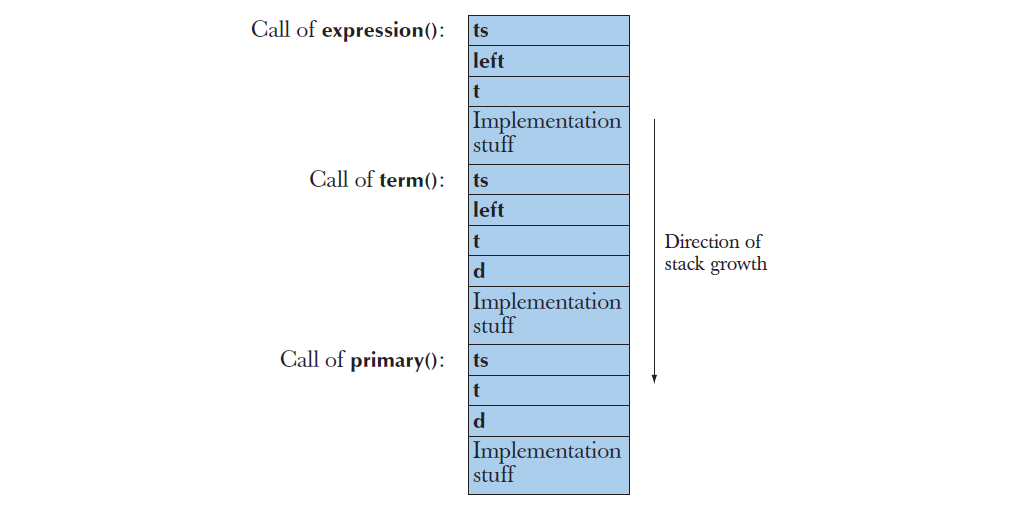 Call of expression():
ts
left
t
Implementation
stuff
Call of term():
ts
left
t
d
Implementation
stuff
Direction of
stack growth
Call of primary():
ts
t
d
Implementation
stuff